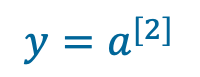 y = a^{[2]}